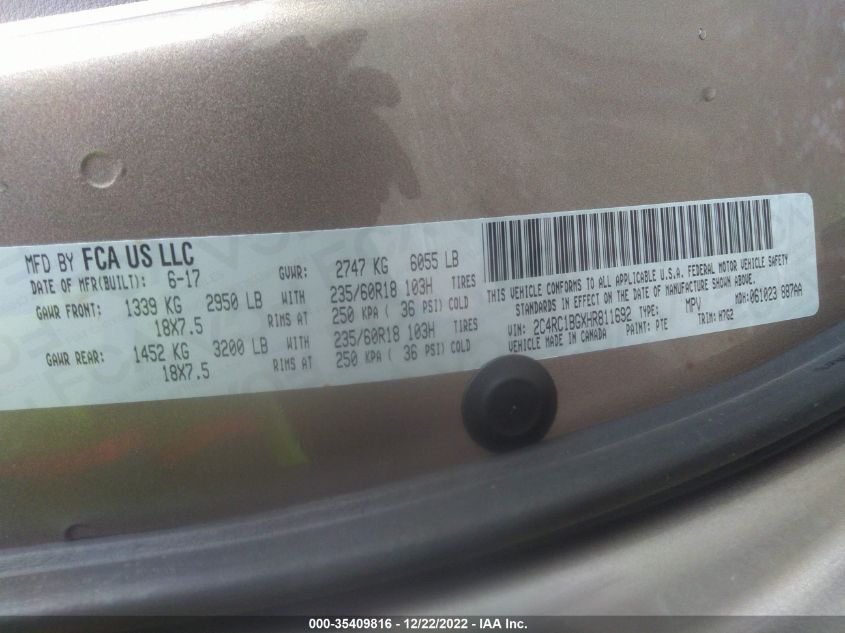 MFD BY FCA US LLC
DATE OF MFR(BUILT): 6-17 GVWR: 2747 KG 6055 LB
GAWR FRONT: 1339 KG 2950 LB WITH 235/60R18 103H TIRES
18X7.5 RIMS AT 250 KPA ( 36 PSI) COLD
GAWR REAR: 1452 KG 3200 LB WITH 235/60R18 103H TIRES
18X7.5 RIMS AT 250 KPA ( 36 PSI) COLD
THIS VEHICLE CONFORMS TO ALL APPLICABLE U.S.A. FEDERAL MOTOR VEHICLE SAFETY
STANDARDS IN EFFECT ON THE DATE OF MANUFACTURE SHOWN ABOVE.
VIN: 2C4RC1BGXHR811692 TYPE: MPV MDH: 061023 887AA
VEHICLE MADE IN CANADA PAINT: PTE TRIM: H7G2
000-35409816 - 12/22/2022 - IAA Inc.